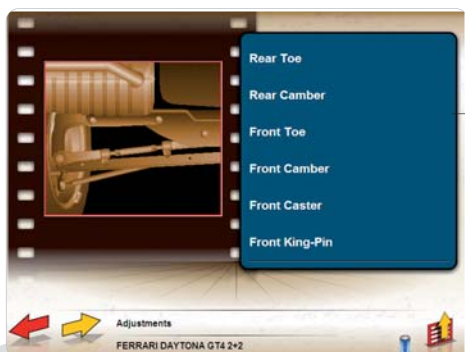 Rear Toe
Rear Camber
Front Toe
Front Camber
Front Caster
Front King-Pin
Adjustments
FERRARI DAYTONA GT4 2+2